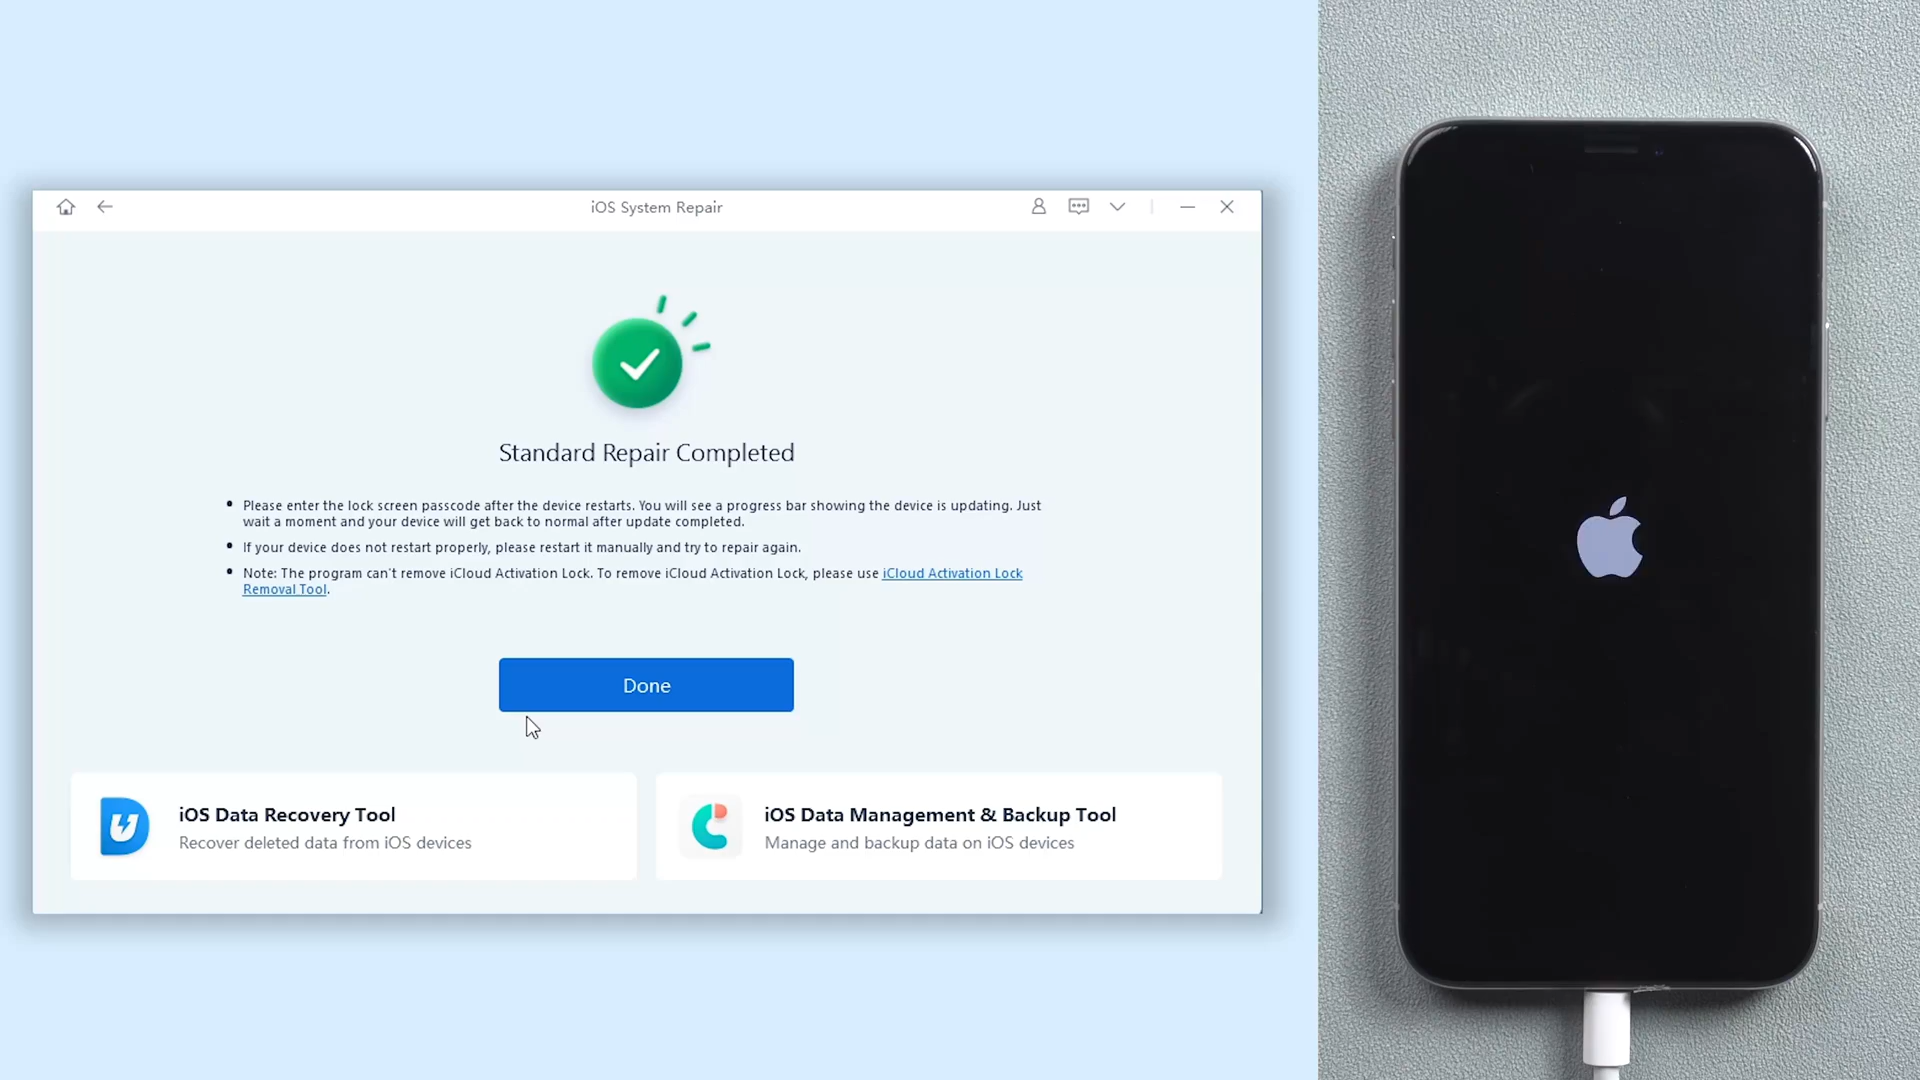 iOS System Repair
Standard Repair Completed
Please enter the lock screen passcode after the device restarts. You will see a progress bar showing the device is updating. Just
wait a moment and your device will get back to normal after update completed.
If your device does not restart properly, please restart it manually and try to repair again.
Note: The program can't remove iCloud Activation Lock. To remove iCloud Activation Lock, please use iCloud Activation Lock
Removal Tool.
Done
iOS Data Recovery Tool
Recover deleted data from iOS devices
iOS Data Management & Backup Tool
Manage and backup data on iOS devices